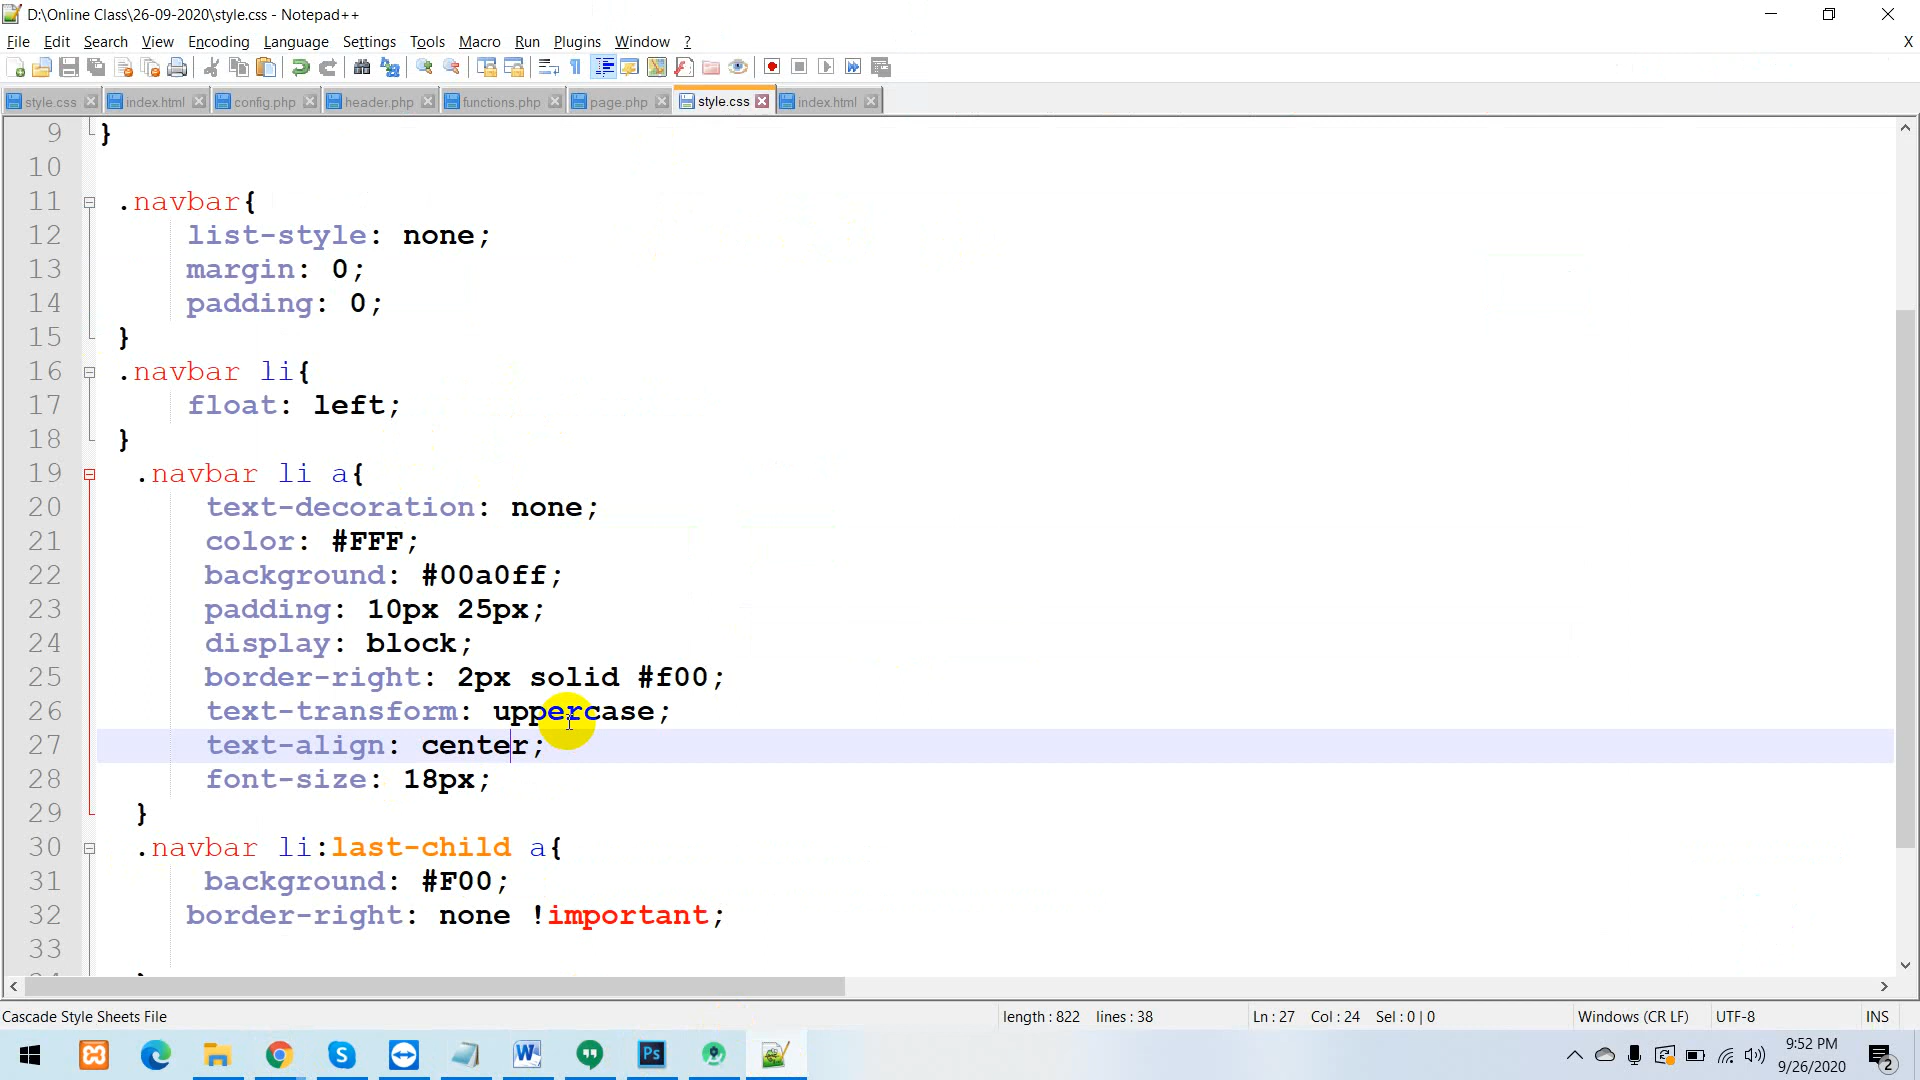 D:\Online Class\26-09-2020\style.css - Notepad++
File Edit Search View Encoding Language Settings Tools Macro Run Plugins Window ? X
style.css index.html config.php header.php functions.php page.php style.css index.html
9 }
10
11 .navbar{
12 list-style: none;
13 margin: 0;
14 padding: 0;
15 }
16 .navbar li{
17 float: left;
18 }
19 .navbar li a{
20 text-decoration: none;
21 color: #FFF;
22 background: #00a0ff;
23 padding: 10px 25px;
24 display: block;
25 border-right: 2px solid #f00;
26 text-transform: uppercase;
27 text-align: center;
28 font-size: 18px;
29 }
30 .navbar li:last-child a{
31 background: #F00;
32 border-right: none !important;
33
Cascade Style Sheets File length : 822 lines : 38 Ln : 27 Col : 24 Sel : 0 | 0 Windows (CR LF) UTF-8 INS
Ps W 9:52 PM
9/26/2020 2